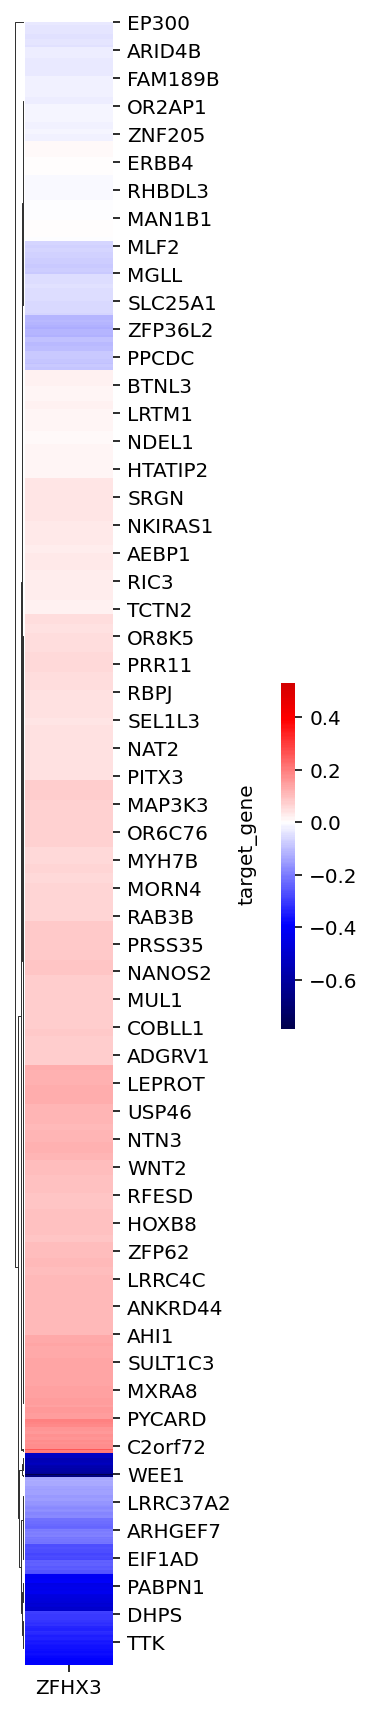 EP300
ARID4B
FAM189B
OR2AP1
ZNF205
ERBB4
RHBDL3
MAN1B1
MLF2
MGLL
SLC25A1
ZFP36L2
PPCDC
BTNL3
LRTM1
NDEL1
HTATIP2
SRGN
NKIRAS1
AEBP1
RIC3
TCTN2
OR8K5
PRR11
RBPJ
SEL1L3
NAT2
PITX3
MAP3K3
OR6C76
MYH7B
MORN4
RAB3B
PRSS35
NANOS2
MUL1
COBLL1
ADGRV1
LEPROT
USP46
NTN3
WNT2
RFESD
HOXB8
ZFP62
LRRC4C
ANKRD44
AHI1
SULT1C3
MXRA8
PYCARD
C2orf72
WEE1
LRRC37A2
ARHGEF7
EIF1AD
PABPN1
DHPS
TTK
ZFHX3
target_gene
0.4
0.2
0.0
−0.2
−0.4
−0.6